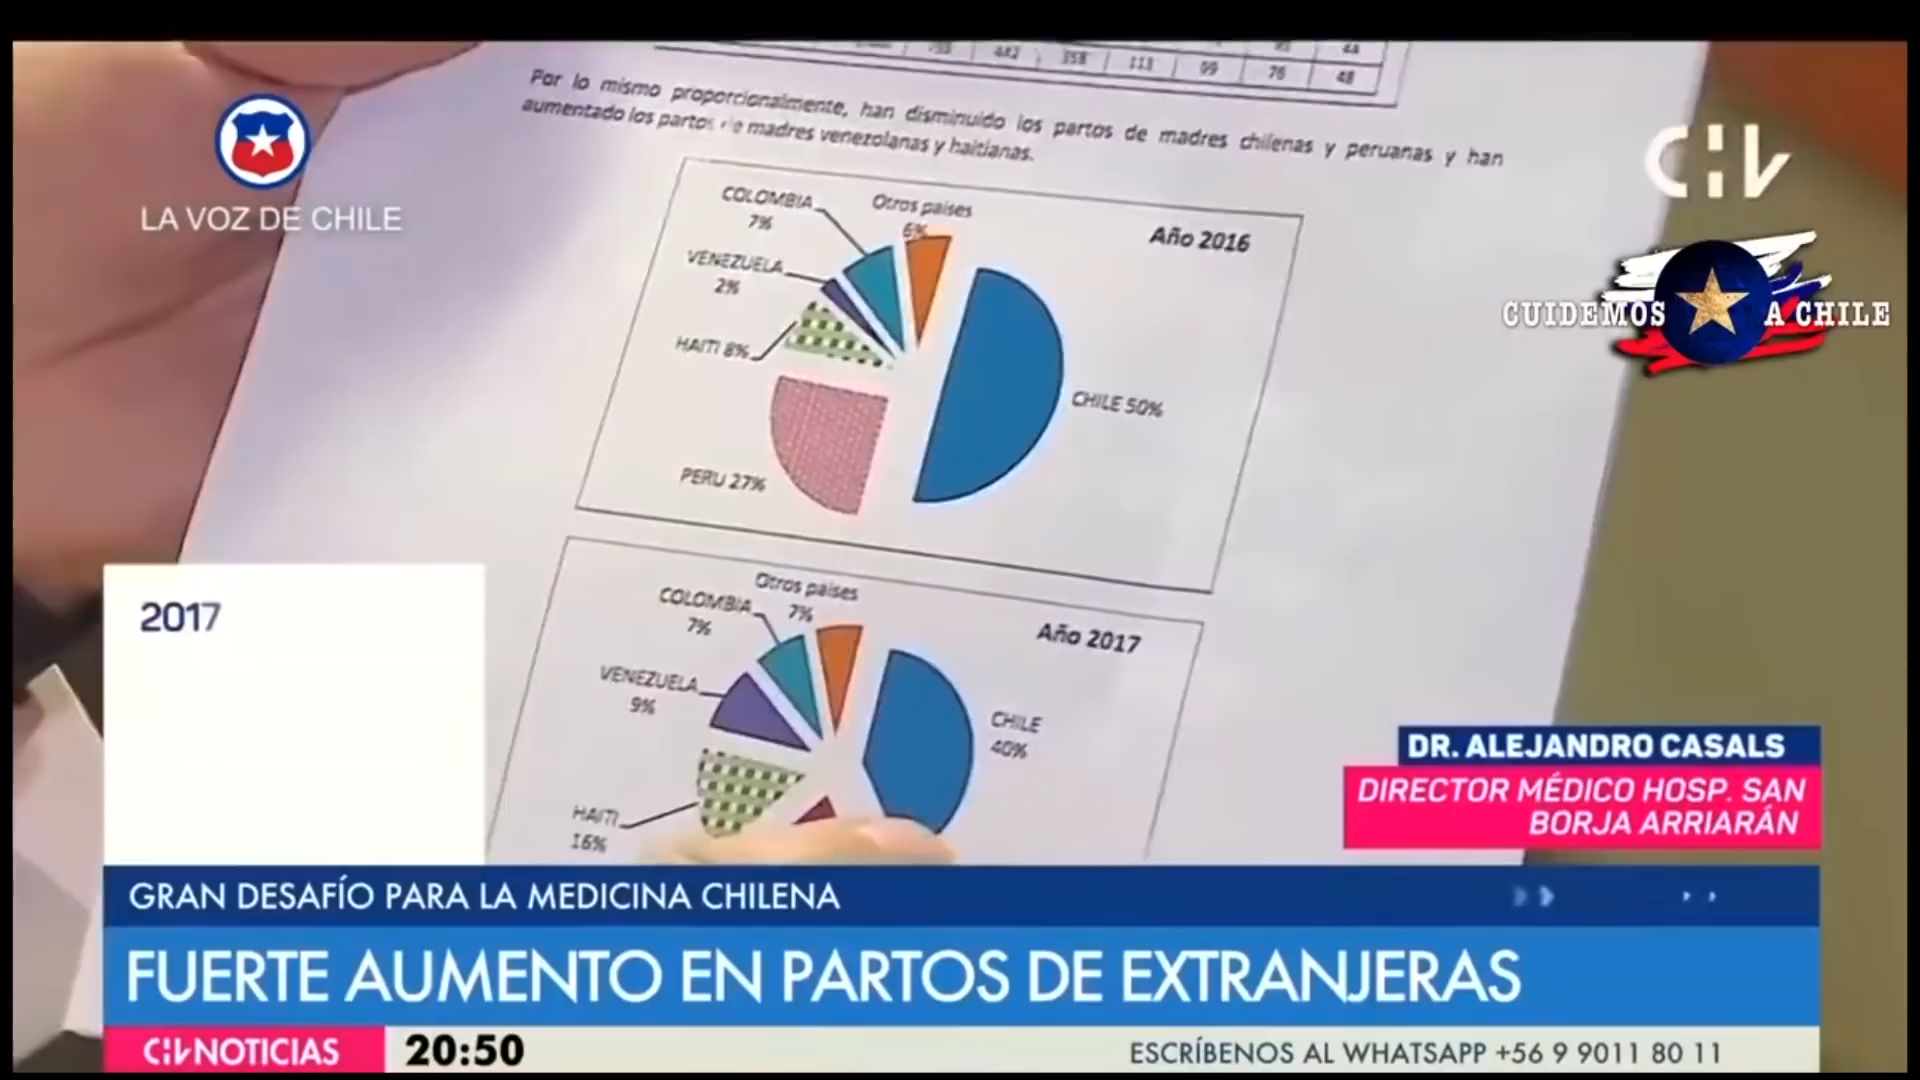 44
442 358 113 99 76 48
Por lo mismo proporcionalmente, han disminuido los partos de madres chilenas y peruanas y han
aumentado los partos de madres venezolanas y haitianas.
LA VOZ DE CHILE
CHV
CUIDEMOS A CHILE
Año 2016
COLOMBIA
7%
Otros países
6%
VENEZUELA
2%
HAITI 8%
CHILE 50%
PERU 27%
Año 2017
Otros países
7%
COLOMBIA
7%
VENEZUELA
9%
CHILE
40%
HAITI
16%
2017
DR. ALEJANDRO CASALS
DIRECTOR MÉDICO HOSP. SAN
BORJA ARRIARÁN
GRAN DESAFÍO PARA LA MEDICINA CHILENA
FUERTE AUMENTO EN PARTOS DE EXTRANJERAS
CHV NOTICIAS 20:50 ESCRÍBENOS AL WHATSAPP +56 9 9011 80 11